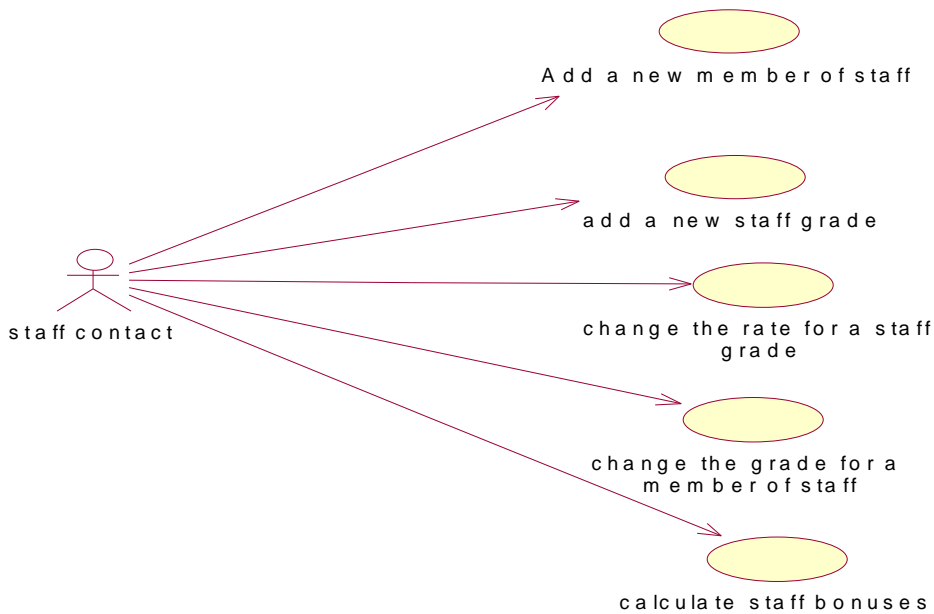 Add a new member of staff
add a new staff grade
staff contact
change the rate for a staff
grade
change the grade for a
member of staff
calculate staff bonuses